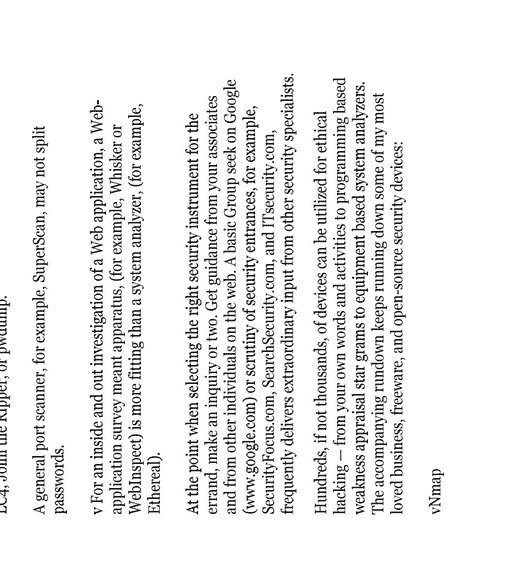 LC4, John the Ripper, or pwdump.
A general port scanner, for example, SuperScan, may not split
passwords.
v For an inside and out investigation of a Web application, a Web-
application survey meant apparatus, (for example, Whisker or
WebInspect) is more fitting than a system analyzer, (for example,
Ethereal).
At the point when selecting the right security instrument for the
errand, make an inquiry or two. Get guidance from your associates
and from other individuals on the web. A basic Group seek on Google
(www.google.com) or scrutiny of security entrances, for example,
SecurityFocus.com, SearchSecurity.com, and ITsecurity.com,
frequently delivers extraordinary input from other security specialists.
Hundreds, if not thousands, of devices can be utilized for ethical
hacking — from your own words and activities to programming based
weakness appraisal star grams to equipment based system analyzers.
The accompanying rundown keeps running down some of my most
loved business, freeware, and open-source security devices:
vNmap